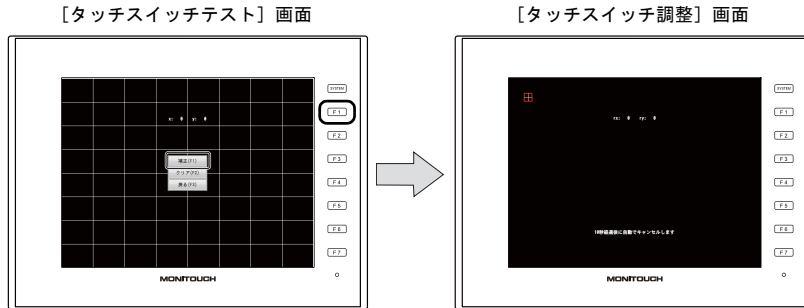 [タッチスイッチテスト] 画面
x: 0 y: 0
補正(F1)
クリア(F2)
戻る(F3)
SYSTEM
F1
F2
F3
F4
F5
F6
F7
MONITOUCH
[タッチスイッチ調整] 画面
rx: 0 ry: 0
10秒経過後に自動でキャンセルします
SYSTEM
F1
F2
F3
F4
F5
F6
F7
MONITOUCH